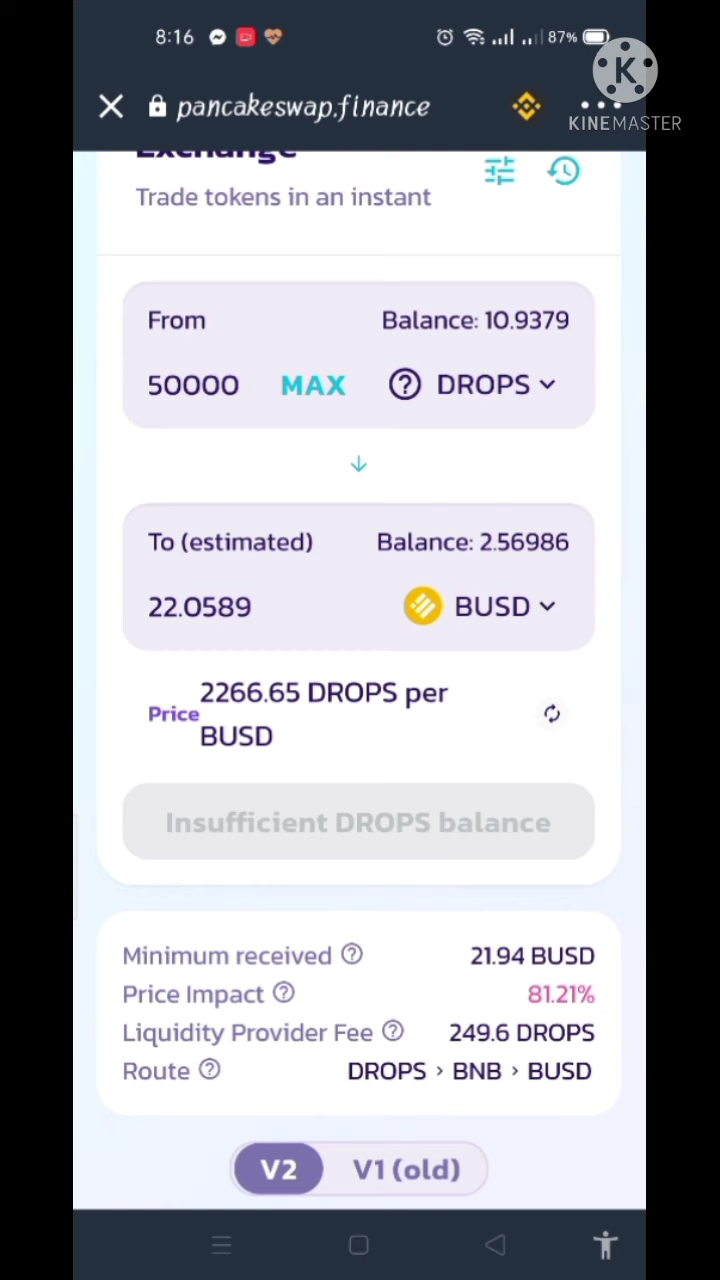 8:16
87%
K
KINEMASTER
pancakeswap.finance
Exchange
Trade tokens in an instant
From
Balance: 10.9379
50000
MAX
DROPS
To (estimated)
Balance: 2.56986
22.0589
BUSD
Price
2266.65 DROPS per
BUSD
Insufficient DROPS balance
Minimum received
21.94 BUSD
Price Impact
81.21%
Liquidity Provider Fee
249.6 DROPS
Route
DROPS > BNB > BUSD
V2
V1 (old)